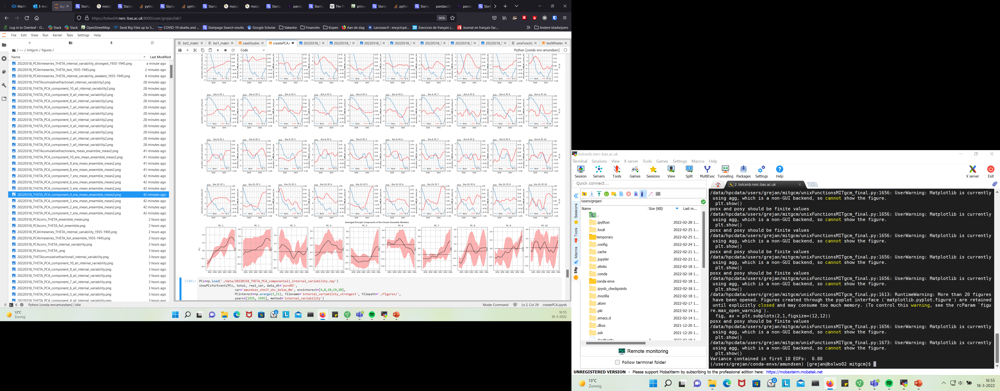 Mailfe
E-mai
Jup
Startp
matpl
Startp
pytho
Startp
pytho
Startp
matpl
matpl
Startp
panda
Startp
The P
prince
Startp
pytho
Startp
pandas.Da
panda
Start
https://bslws04.nerc-bas.ac.uk:8000/user/grejan/lab?
90%
Log in to Overleaf - O...
Slack
Slack
OpenStreetMap
Send Big Files up to 5...
COVID-19 deaths and ...
Startpage Search results
Google Scholar
Vakantie
Financiën
Kopen
Aan de slag
Larousse.fr : encyclopé...
Exercices de français (...
Journal en français fac...
Andere bladwijzers
File Edit View Run Kernel Tabs Settings Help
/ ··· / mitgcm / figures /
Name Last Modified
20220318_PCAtimeseries_THETA_internal_variability_strongest_1935-1945.png a minute ago
20220318_PCAtimeseries_THETA_test_1935-1945.png 2 minutes ago
20220318_PCAtimeseries_THETA_internal_variability_weakest_1935-1945.png 8 minutes ago
20220318_THETAcumulativefractionall_internal_variability2.png 28 minutes ago
20220318_THETA_PCA_component_10_all_internal_variability2.png 28 minutes ago
20220318_THETA_PCA_component_9_all_internal_variability2.png 28 minutes ago
20220318_THETA_PCA_component_8_all_internal_variability2.png 28 minutes ago
20220318_THETA_PCA_component_7_all_internal_variability2.png 28 minutes ago
20220318_THETA_PCA_component_6_all_internal_variability2.png 28 minutes ago
20220318_THETA_PCA_component_5_all_internal_variability2.png 28 minutes ago
20220318_THETA_PCA_component_4_all_internal_variability2.png 28 minutes ago
20220318_THETA_PCA_component_3_all_internal_variability2.png 28 minutes ago
20220318_THETA_PCA_component_2_all_internal_variability2.png 28 minutes ago
20220318_THETA_PCA_component_1_all_internal_variability2.png 28 minutes ago
20220318_THETAcumulativefractionens_mean_ensemble_mean2.png 41 minutes ago
20220318_THETA_PCA_component_10_ens_mean_ensemble_mean2.png 41 minutes ago
20220318_THETA_PCA_component_9_ens_mean_ensemble_mean2.png 41 minutes ago
20220318_THETA_PCA_component_8_ens_mean_ensemble_mean2.png 41 minutes ago
20220318_THETA_PCA_component_7_ens_mean_ensemble_mean2.png 42 minutes ago
20220318_THETA_PCA_component_6_ens_mean_ensemble_mean2.png 42 minutes ago
20220318_THETA_PCA_component_5_ens_mean_ensemble_mean2.png 42 minutes ago
20220318_THETA_PCA_component_4_ens_mean_ensemble_mean2.png 42 minutes ago
20220318_THETA_PCA_component_3_ens_mean_ensemble_mean2.png 42 minutes ago
20220318_THETA_PCA_component_2_ens_mean_ensemble_mean2.png 42 minutes ago
20220318_THETA_PCA_component_1_ens_mean_ensemble_mean2.png 42 minutes ago
20220318_PCAcorrs_THETA_ensemble_mean.png 2 hours ago
20220318_PCAcorrs_THETA_full_ensemble.png 2 hours ago
20220318_PCAtimeseries_THETA_internal_variability_1935-1945.png 2 hours ago
20220318_PCAtimeseries_THETA_full_ensemble_1935-1945.png 2 hours ago
20220318_PCAcorrs_THETA_internal_variability.png 3 hours ago
20220318_PCAcorrs_THETA_.png 3 hours ago
20220318_THETAcumulativefractionall_internal_variability.png 3 hours ago
20220318_THETA_PCA_component_10_all_internal_variability.png 3 hours ago
20220318_THETA_PCA_component_9_all_internal_variability.png 3 hours ago
20220318_THETA_PCA_component_8_all_internal_variability.png 3 hours ago
20220318_THETA_PCA_component_7_all_internal_variability.png 3 hours ago
20220318_THETA_PCA_component_6_all_internal_variability.png 3 hours ago
20220318_THETA_PCA_component_5_all_internal_variability.png 3 hours ago
20220318_THETA_PCA_component_4_all_internal_variability.png 3 hours ago
0 6 Python [conda env:amundsen] | Idle
bsl2_makin bsl1_makin caseStudies createPCA.i 20220318_T 20220318_T 20220318_T 20220318_T 20220318_T 20220318_T 20220318_T unixFunctic testWhatev
Code Python [conda env:amundsen]
Ens 4; PC 1 Ens 4; PC 2 Ens 4; PC 3 Ens 4; PC 4 Ens 4; PC 5 Ens 4; PC 6 Ens 4; PC 7 Ens 4; PC 8 Ens 4; PC 9 Ens 4; PC 10
Ens 9; PC 1 Ens 9; PC 2 Ens 9; PC 3 Ens 9; PC 4 Ens 9; PC 5 Ens 9; PC 6 Ens 9; PC 7 Ens 9; PC 8 Ens 9; PC 9 Ens 9; PC 10
Ens 15; PC 1 Ens 15; PC 2 Ens 15; PC 3 Ens 15; PC 4 Ens 15; PC 5 Ens 15; PC 6 Ens 15; PC 7 Ens 15; PC 8 Ens 15; PC 9 Ens 15; PC 10
Averaged Principle Components of the Chosen Ensemble Members
PC: 1 PC: 2 PC: 3 PC: 4 PC: 5 PC: 6 PC: 7 PC: 8 PC: 9 PC: 10
1936 1938 1940 1942 1944 1946
[192]: PCs=np.load('./data/20220318_THETA_PCA_componentall_internal_variability.npy')
showPCsforEvent(PCs, total, real_var, data_dt='pureBS',
var='amundsen_shelf_ohc_below_0m', ensinterest=[6,8,10,19,20],
PCinterest=np.arange(1,11), filename='internal_variability_strongest', filepath='./figures/',
years=[1935, 1945], method='internal_variability')
Mode: Command Ln 2, Col 29 createPCA.ipynb
13°C
Zonnig
16:55
18-3-2022
bslcenb.nerc-bas.ac.uk
Terminal Sessions View X server Tools Games Settings Macros Help
Session Servers Tools Games Sessions View Split MultiExec Tunneling Packages Settings Help X server Exit
Quick connect...
2. bslcenb.nerc-bas.ac.uk
/users/grejan/
Name Size (KB) Last m...
..
.ipython 2022-02-28 1...
.local 2022-02-25 1...
temporary 2022-02-25 1...
.config 2022-02-24 1...
.cache 2022-02-21 1...
.jupyter 2022-02-21 1...
.elinks 2022-02-18 1...
.conda 2022-02-18 1...
conda-envs 2022-02-18 1...
.ipynb_checkpoints 2022-02-18 1...
.mozilla 2022-02-18 1...
.atom 2022-02-17 1...
.pki 2022-02-14 1...
.emacs.d 2022-02-14 1...
.dbus 2021-12-20 1...
.ssh 2021-12-20 1...
.Xauthority 2 2022-03-18 1...
Sessions
Tools
Macros
Sftp
Remote monitoring
Follow terminal folder
/data/hpcdata/users/grejan/mitgcm/unixFunctionsMITgcm_final.py:1656: UserWarning: Matplotlib is currently
using agg, which is a non-GUI backend, so cannot show the figure.
plt.show()
posx and posy should be finite values
/data/hpcdata/users/grejan/mitgcm/unixFunctionsMITgcm_final.py:1656: UserWarning: Matplotlib is currently
using agg, which is a non-GUI backend, so cannot show the figure.
plt.show()
posx and posy should be finite values
/data/hpcdata/users/grejan/mitgcm/unixFunctionsMITgcm_final.py:1656: UserWarning: Matplotlib is currently
using agg, which is a non-GUI backend, so cannot show the figure.
plt.show()
posx and posy should be finite values
/data/hpcdata/users/grejan/mitgcm/unixFunctionsMITgcm_final.py:1656: UserWarning: Matplotlib is currently
using agg, which is a non-GUI backend, so cannot show the figure.
plt.show()
posx and posy should be finite values
/data/hpcdata/users/grejan/mitgcm/unixFunctionsMITgcm_final.py:1656: UserWarning: Matplotlib is currently
using agg, which is a non-GUI backend, so cannot show the figure.
plt.show()
/data/hpcdata/users/grejan/mitgcm/unixFunctionsMITgcm_final.py:1613: RuntimeWarning: More than 20 figures
have been opened. Figures created through the pyplot interface (`matplotlib.pyplot.figure`) are retained
until explicitly closed and may consume too much memory. (To control this warning, see the rcParam `figu
re.max_open_warning`).
fig, ax = plt.subplots(2,1,figsize=(12,12))
posx and posy should be finite values
/data/hpcdata/users/grejan/mitgcm/unixFunctionsMITgcm_final.py:1656: UserWarning: Matplotlib is currently
using agg, which is a non-GUI backend, so cannot show the figure.
plt.show()
/data/hpcdata/users/grejan/mitgcm/unixFunctionsMITgcm_final.py:1673: UserWarning: Matplotlib is currently
using agg, which is a non-GUI backend, so cannot show the figure.
plt.show()
Variance contained in first 10 EOFs:  0.80
(/users/grejan/conda-envs/amundsen) [grejan@bslws02 mitgcm]$
UNREGISTERED VERSION - Please support MobaXterm by subscribing to the professional edition here: https://mobaxterm.mobatek.net
13°C
Zonnig
16:55
18-3-2022